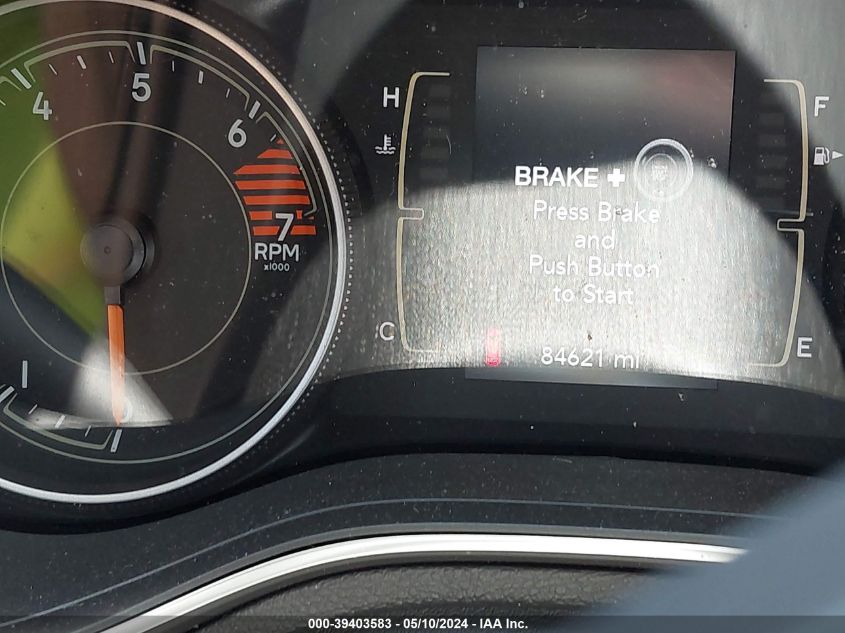 4
5
6
7
RPM
x1000
1
H
F
BRAKE +
Press Brake
and
Push Button
to Start
C
E
84621 mi
000-39403583 - 05/10/2024 - IAA Inc.